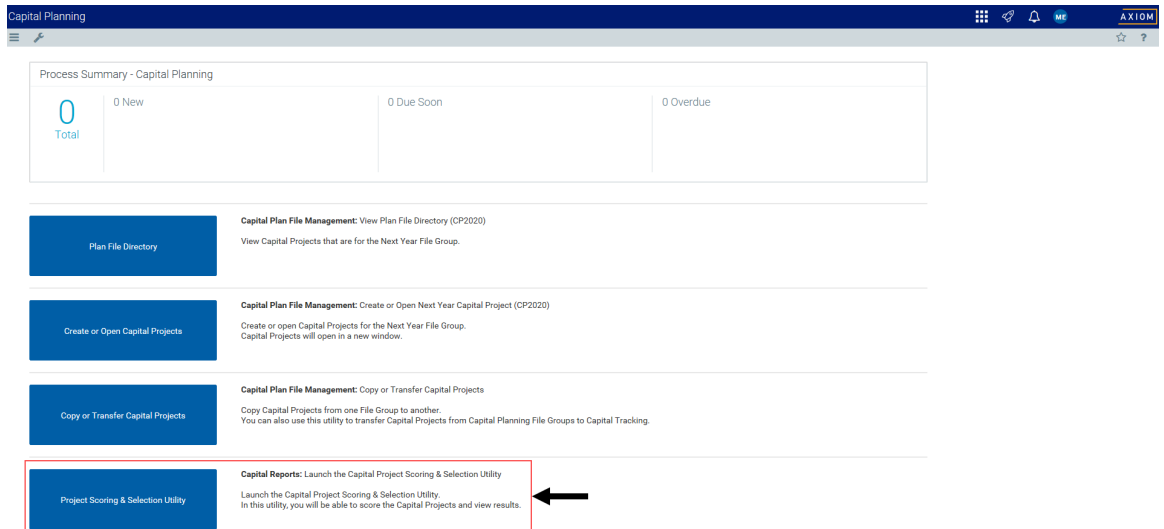 Capital Planning
ME
AXIOM
?
Process Summary - Capital Planning
0
Total
0 New
0 Due Soon
0 Overdue
Plan File Directory
Capital Plan File Management: View Plan File Directory (CP2020)
View Capital Projects that are for the Next Year File Group.
Create or Open Capital Projects
Capital Plan File Management: Create or Open Next Year Capital Project (CP2020)
Create or open Capital Projects for the Next Year File Group.
Capital Projects will open in a new window.
Copy or Transfer Capital Projects
Capital Plan File Management: Copy or Transfer Capital Projects
Copy Capital Projects from one File Group to another.
You can also use this utility to transfer Capital Projects from Capital Planning File Groups to Capital Tracking.
Project Scoring & Selection Utility
Capital Reports: Launch the Capital Project Scoring & Selection Utility
Launch the Capital Project Scoring & Selection Utility.
In this utility, you will be able to score the Capital Projects and view results.